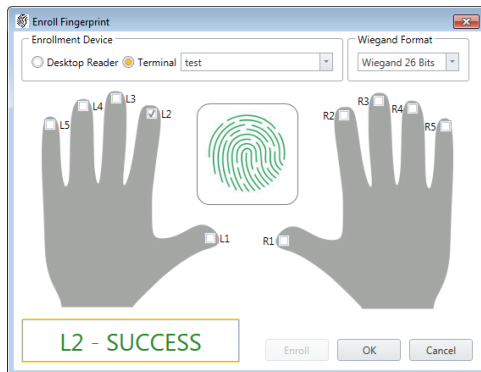 Enroll Fingerprint
Enrollment Device
Wiegand Format
Desktop Reader Terminal test
Wiegand 26 Bits
L5
L4
L3
L2
L1
R1
R2
R3
R4
R5
L2 - SUCCESS
Enroll
OK
Cancel